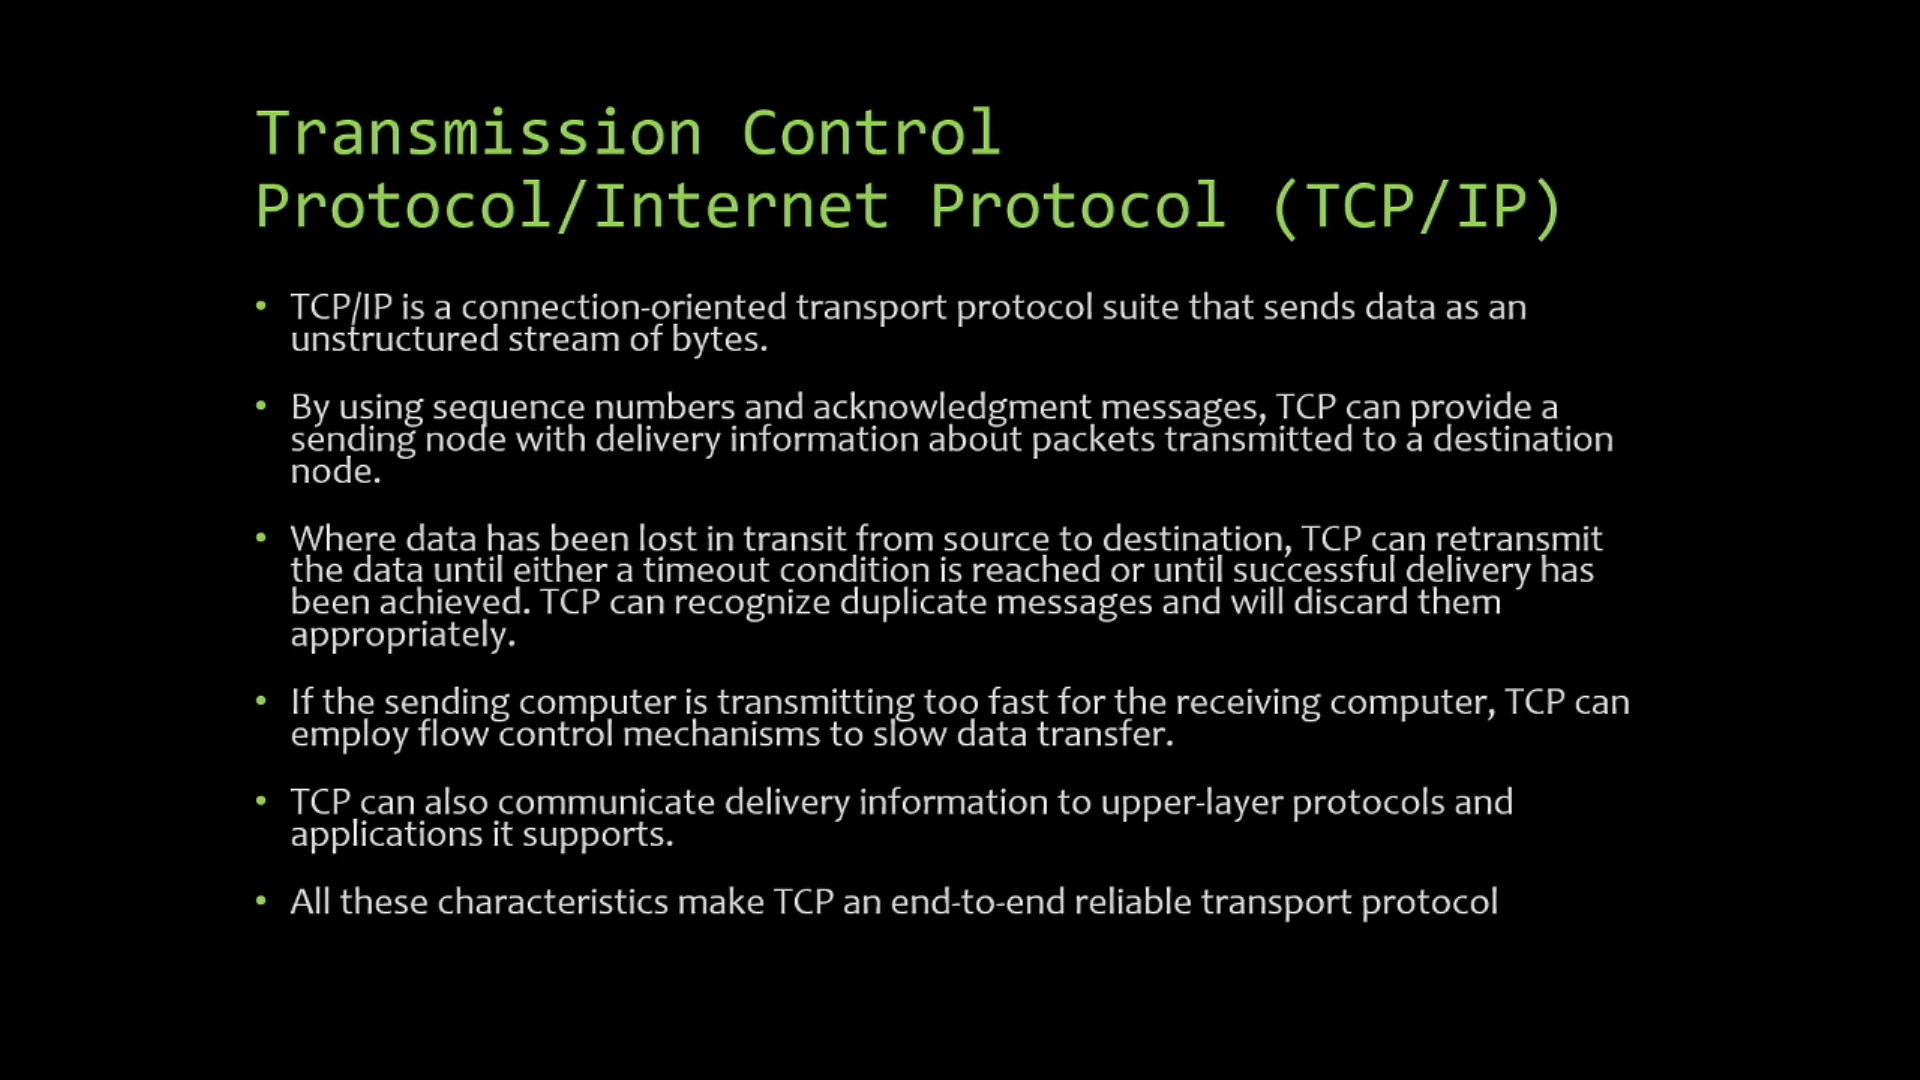 Transmission Control
Protocol/Internet Protocol (TCP/IP)
• TCP/IP is a connection-oriented transport protocol suite that sends data as an
unstructured stream of bytes.
• By using sequence numbers and acknowledgment messages, TCP can provide a
sending node with delivery information about packets transmitted to a destination
node.
• Where data has been lost in transit from source to destination, TCP can retransmit
the data until either a timeout condition is reached or until successful delivery has
been achieved. TCP can recognize duplicate messages and will discard them
appropriately.
• If the sending computer is transmitting too fast for the receiving computer, TCP can
employ flow control mechanisms to slow data transfer.
• TCP can also communicate delivery information to upper-layer protocols and
applications it supports.
• All these characteristics make TCP an end-to-end reliable transport protocol